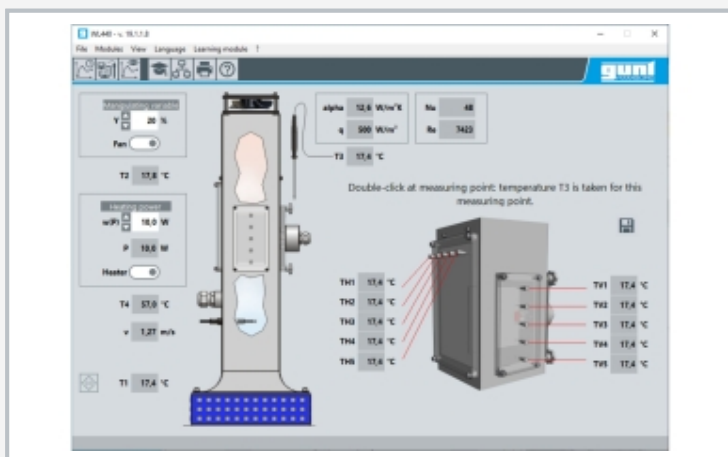 WL440 - v. 19.1.1.0
File Modules View Language Learning module ?
gunt
Manipulating variable
Y 20 %
Fan
T2 17,8 °C
Heating power
w(P) 10,0 W
P 10,0 W
Heater
T4 57,0 °C
v 1,27 m/s
T1 17,4 °C
alpha 12,6 W/m²K
q 500 W/m²
T3 17,4 °C
Nu 48
Re 7423
Double-click at measuring point: temperature T3 is taken for this
measuring point.
TH1 17,4 °C
TH2 17,4 °C
TH3 17,4 °C
TH4 17,4 °C
TH5 17,4 °C
TV1 17,4 °C
TV2 17,4 °C
TV3 17,4 °C
TV4 17,4 °C
TV5 17,4 °C